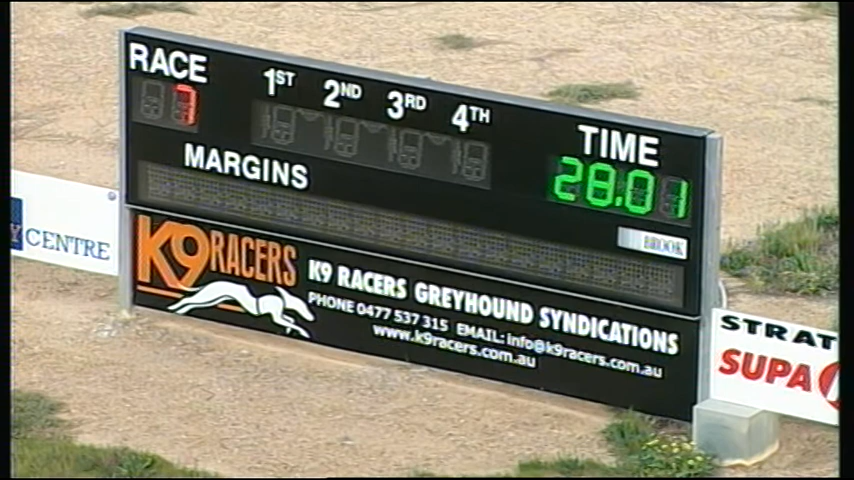 RACE 1ST 2ND 3RD 4TH TIME
7 28.01
MARGINS
BROOK
CENTRE
K9 RACERS
K9 RACERS GREYHOUND SYNDICATIONS
PHONE 0477 537 315 EMAIL: info@k9racers.com.au
www.k9racers.com.au
SUPA